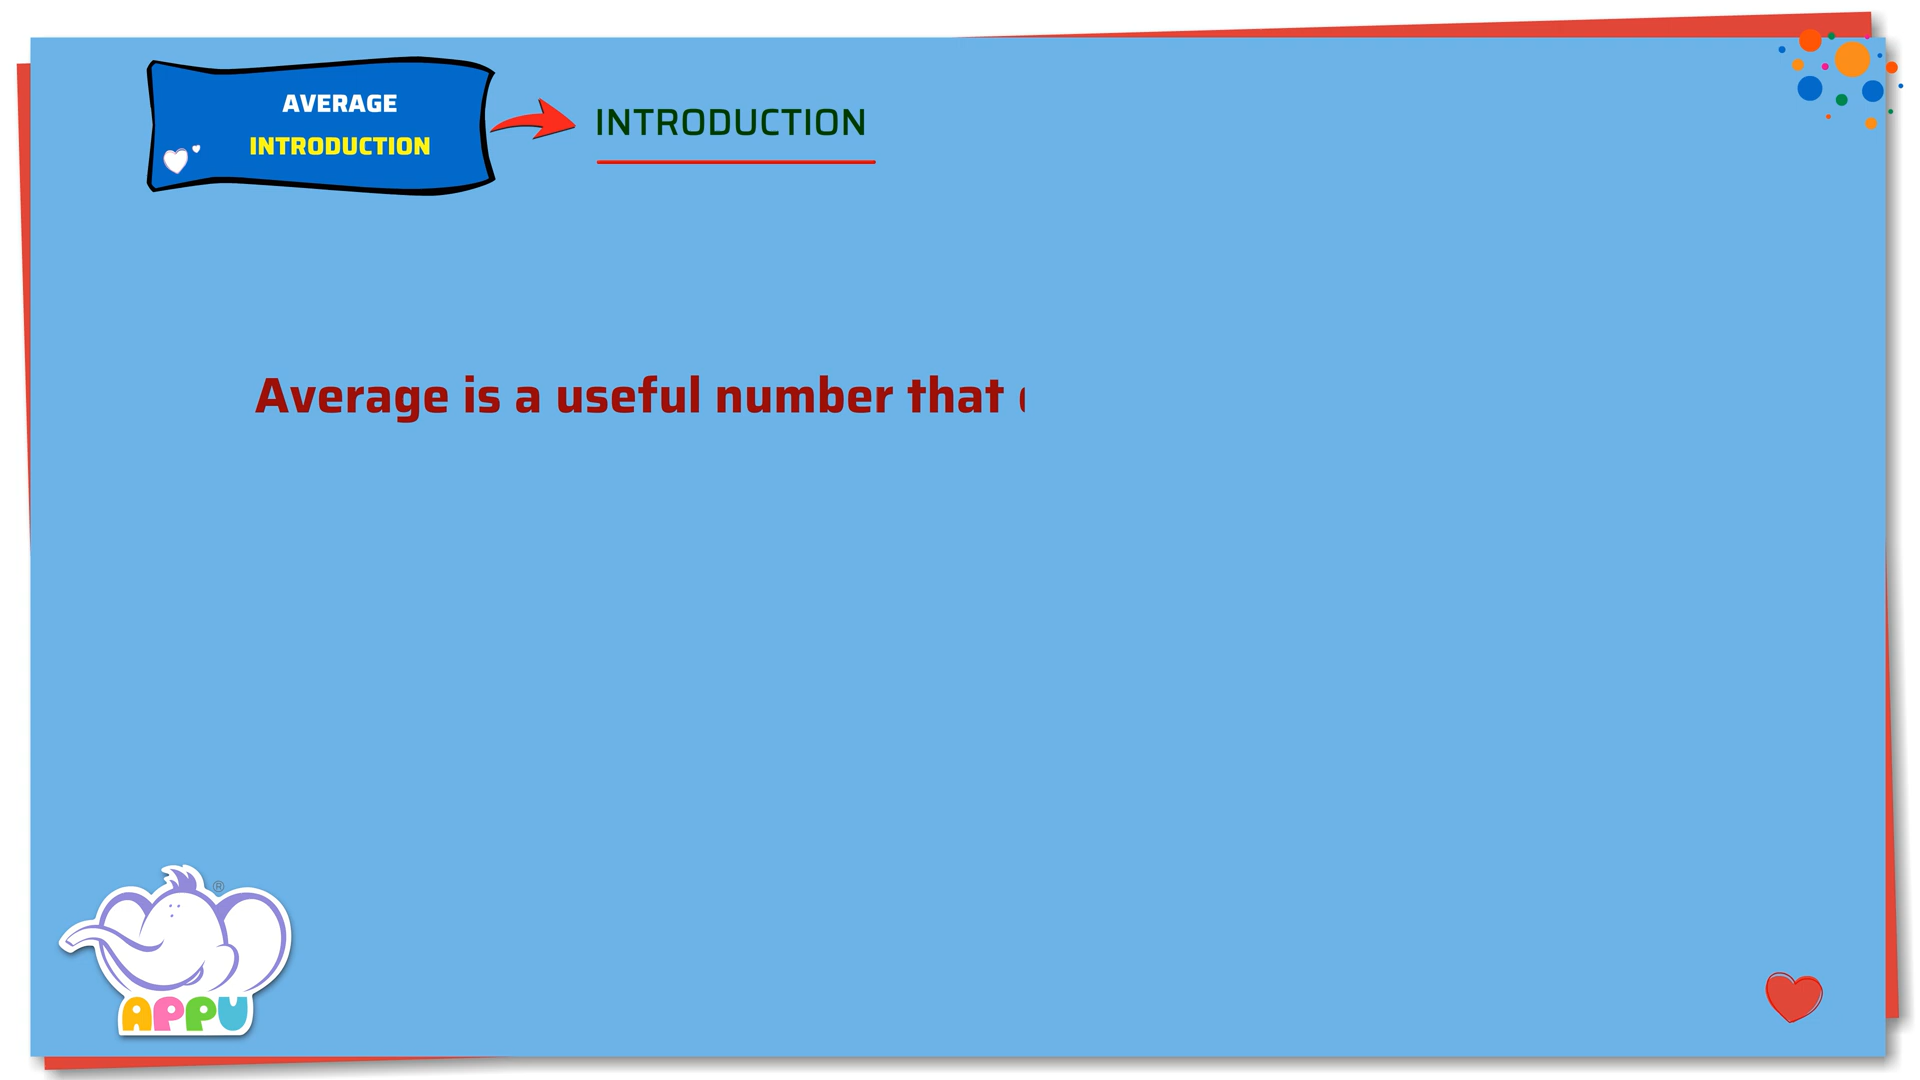 AVERAGE
INTRODUCTION
INTRODUCTION
Average is a useful number that
®
APPU